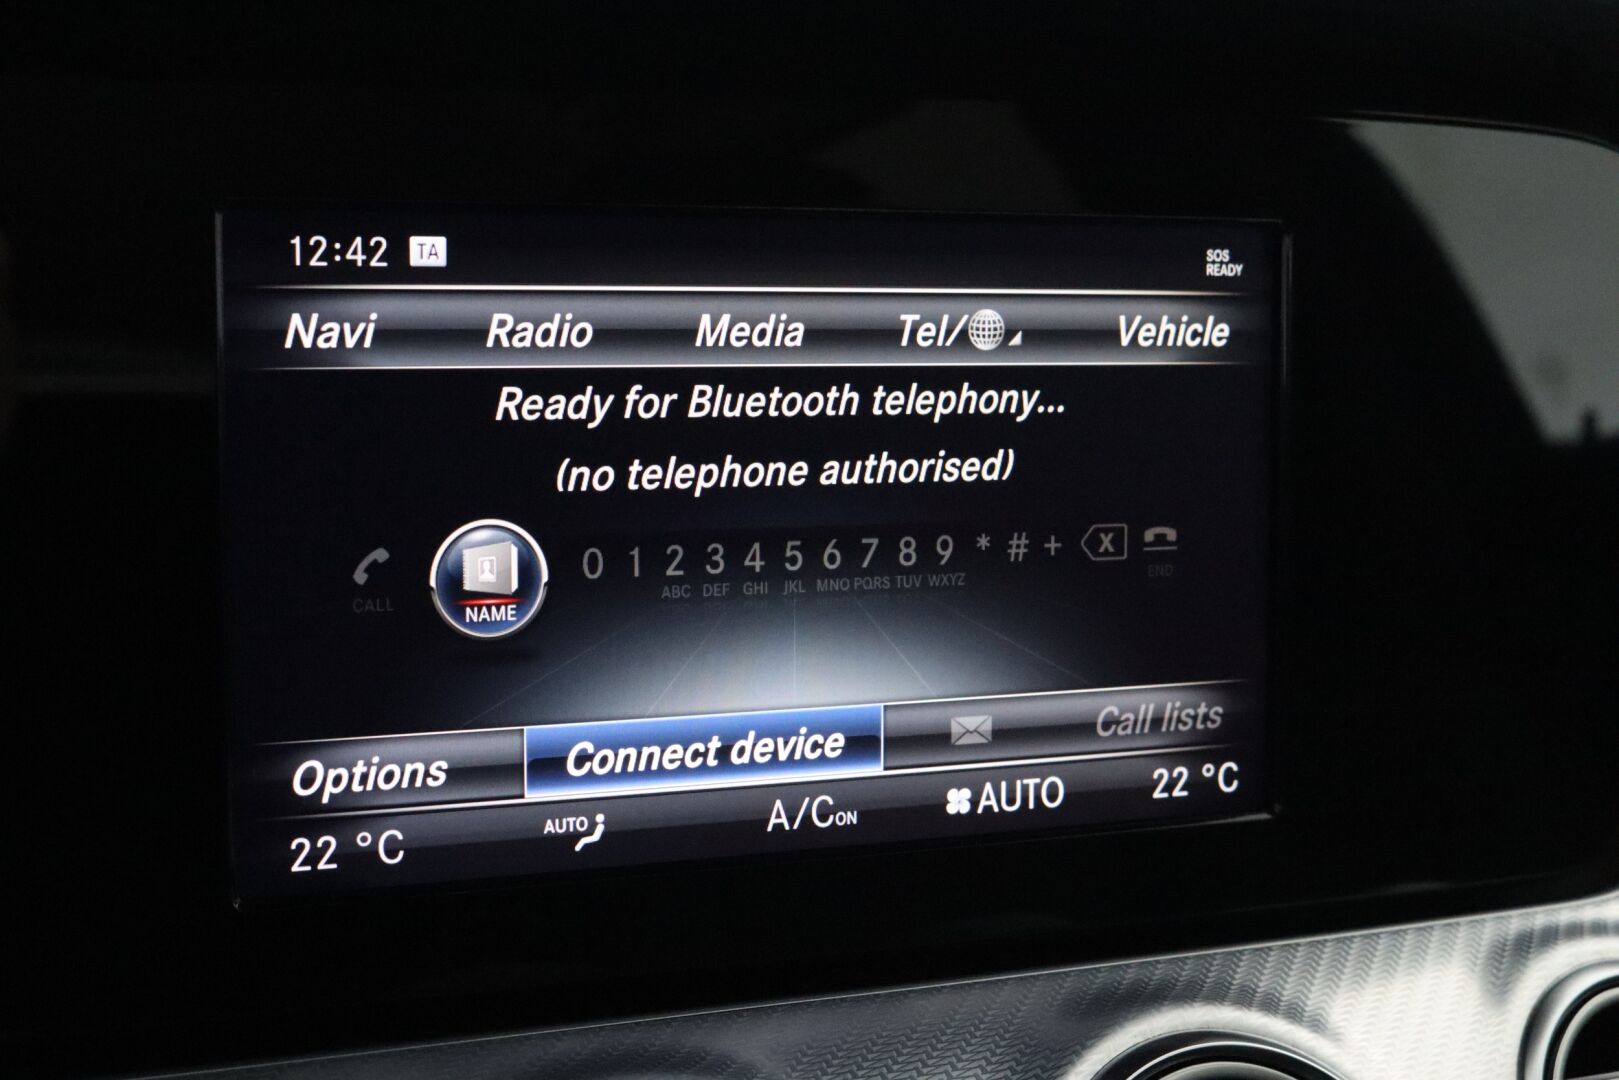 12:42 TA
SOS
READY
Navi Radio Media Tel/ Vehicle
Ready for Bluetooth telephony...
(no telephone authorised)
0 1 2 3 4 5 6 7 8 9 * # + X
ABC DEF GHI JKL MNO PQRS TUV WXYZ
CALL NAME END
Options Connect device Call lists
22 °C AUTO A/C ON AUTO 22 °C